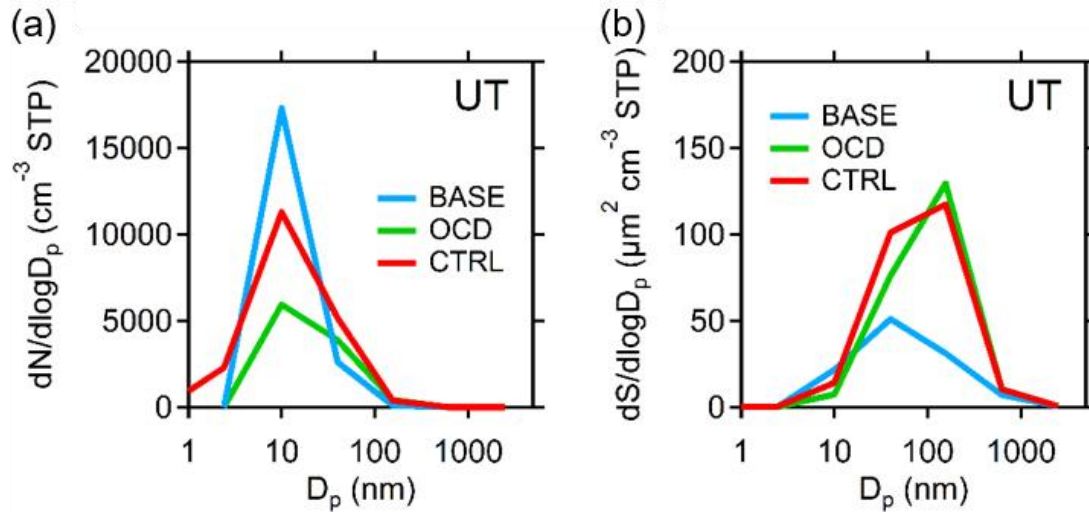 (a)
UT
20000
15000
10000
5000
0
dN/dlogDₚ (cm⁻³ STP)
BASE
OCD
CTRL
1 10 100 1000
Dₚ (nm)
(b)
UT
200
150
100
50
0
dS/dlogDₚ (μm² cm⁻³ STP)
BASE
OCD
CTRL
1 10 100 1000
Dₚ (nm)